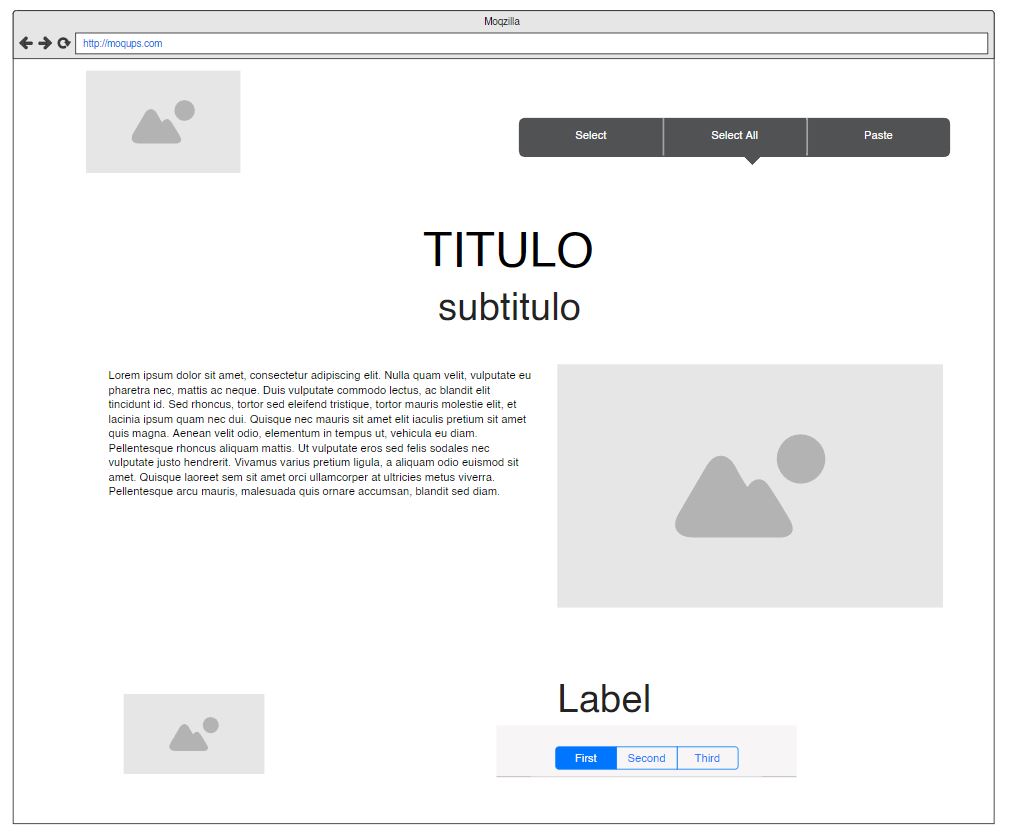 Moqzilla
http://moqups.com
Select
Select All
Paste
TITULO
subtitulo
Lorem ipsum dolor sit amet, consectetur adipiscing elit. Nulla quam velit, vulputate eu
pharetra nec, mattis ac neque. Duis vulputate commodo lectus, ac blandit elit
tincidunt id. Sed rhoncus, tortor sed eleifend tristique, tortor mauris molestie elit, et
lacinia ipsum quam nec dui. Quisque nec mauris sit amet elit iaculis pretium sit amet
quis magna. Aenean velit odio, elementum in tempus ut, vehicula eu diam.
Pellentesque rhoncus aliquam mattis. Ut vulputate eros sed felis sodales nec
vulputate justo hendrerit. Vivamus varius pretium ligula, a aliquam odio euismod sit
amet. Quisque laoreet sem sit amet orci ullamcorper at ultricies metus viverra.
Pellentesque arcu mauris, malesuada quis ornare accumsan, blandit sed diam.
Label
First
Second
Third